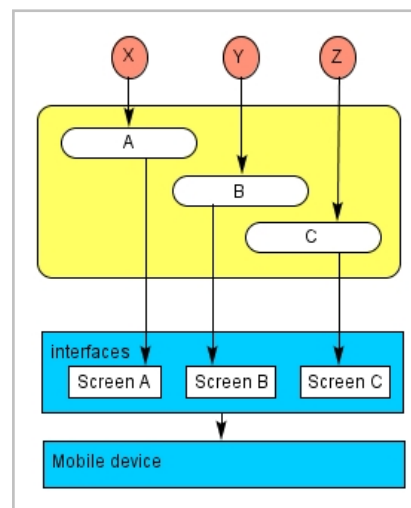 X
Y
Z
A
B
C
interfaces
Screen A
Screen B
Screen C
Mobile device